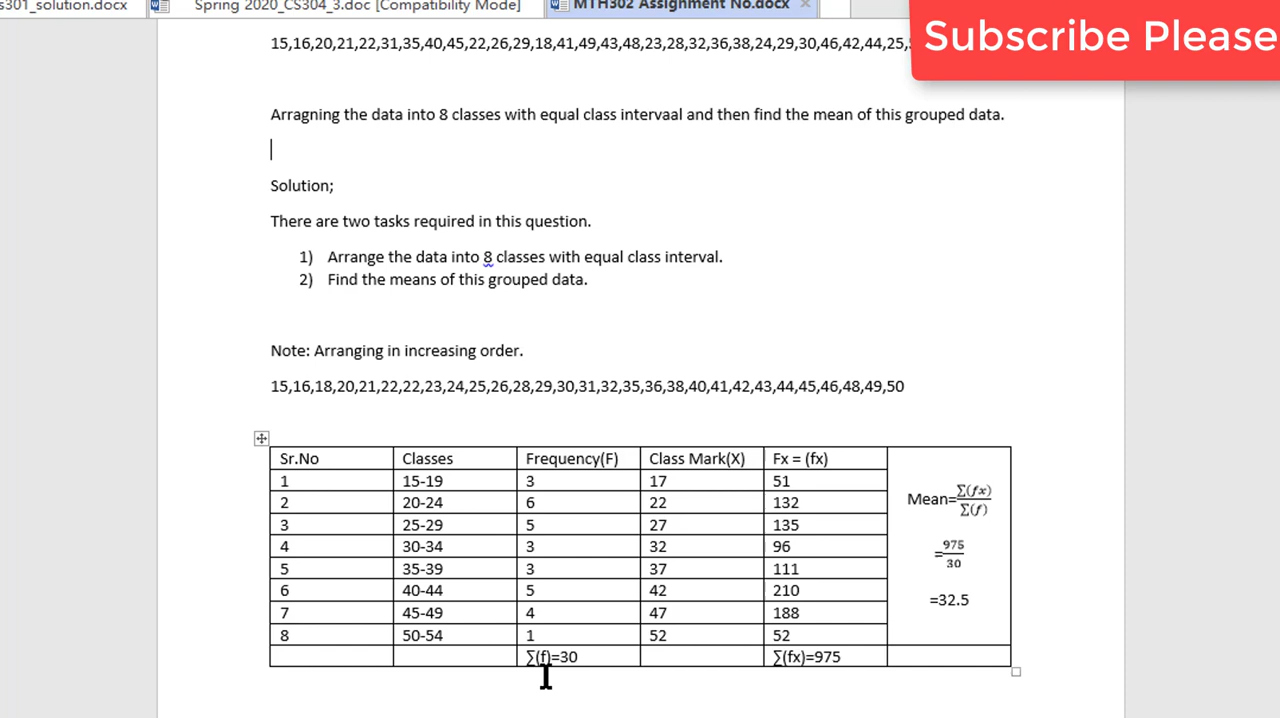 s301_solution.docx Spring 2020_CS304_3.doc [Compatibility Mode] MTH302 Assignment No.docx
Subscribe Please
15,16,20,21,22,31,35,40,45,22,26,29,18,41,49,43,48,23,28,32,36,38,24,29,30,46,42,44,25,
Arragning the data into 8 classes with equal class intervaal and then find the mean of this grouped data.
Solution;
There are two tasks required in this question.
1) Arrange the data into 8 classes with equal class interval.
2) Find the means of this grouped data.
Note: Arranging in increasing order.
15,16,18,20,21,22,22,23,24,25,26,28,29,30,31,32,35,36,38,40,41,42,43,44,45,46,48,49,50
Sr.No Classes Frequency(F) Class Mark(X) Fx = (fx)
1 15-19 3 17 51
2 20-24 6 22 132
3 25-29 5 27 135
4 30-34 3 32 96
5 35-39 3 37 111
6 40-44 5 42 210
7 45-49 4 47 188
8 50-54 1 52 52
∑(f)=30 ∑(fx)=975
Mean=∑(fx)/∑(f)
=975/30
=32.5